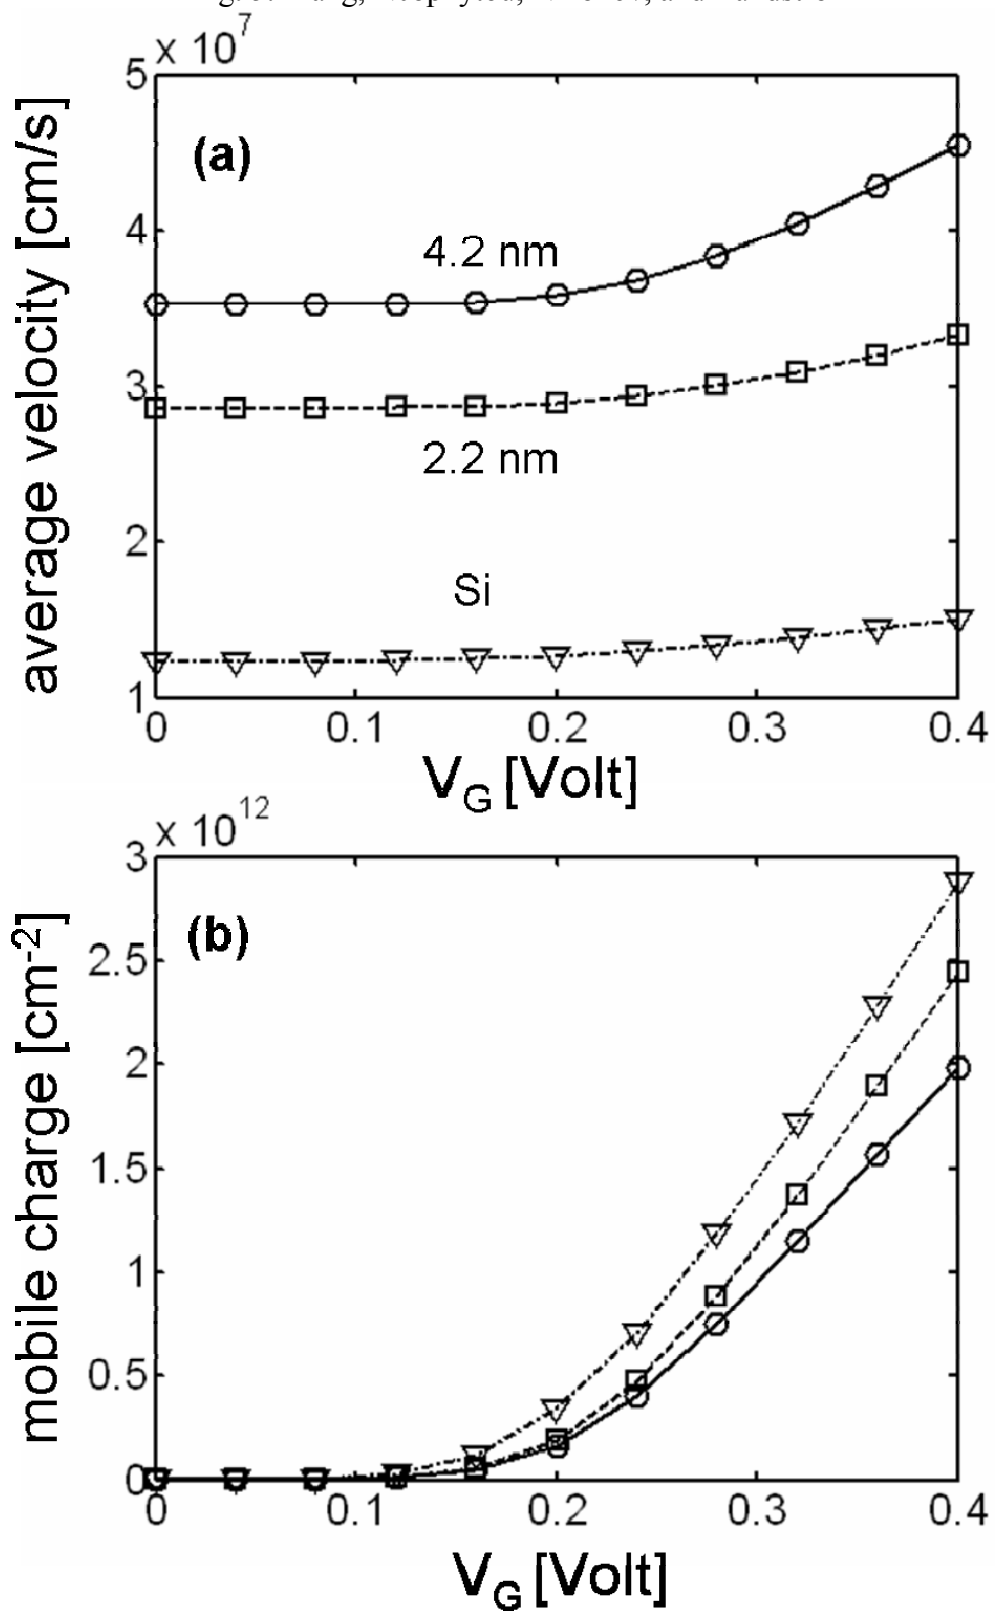 x 10^7
5
(a)
4
4.2 nm
3
2.2 nm
2
Si
1
0 0.1 0.2 0.3 0.4
average velocity [cm/s]
V_G [Volt]
x 10^12
3
(b)
2.5
2
1.5
1
0.5
0
0 0.1 0.2 0.3 0.4
mobile charge [cm^-2]
V_G [Volt]